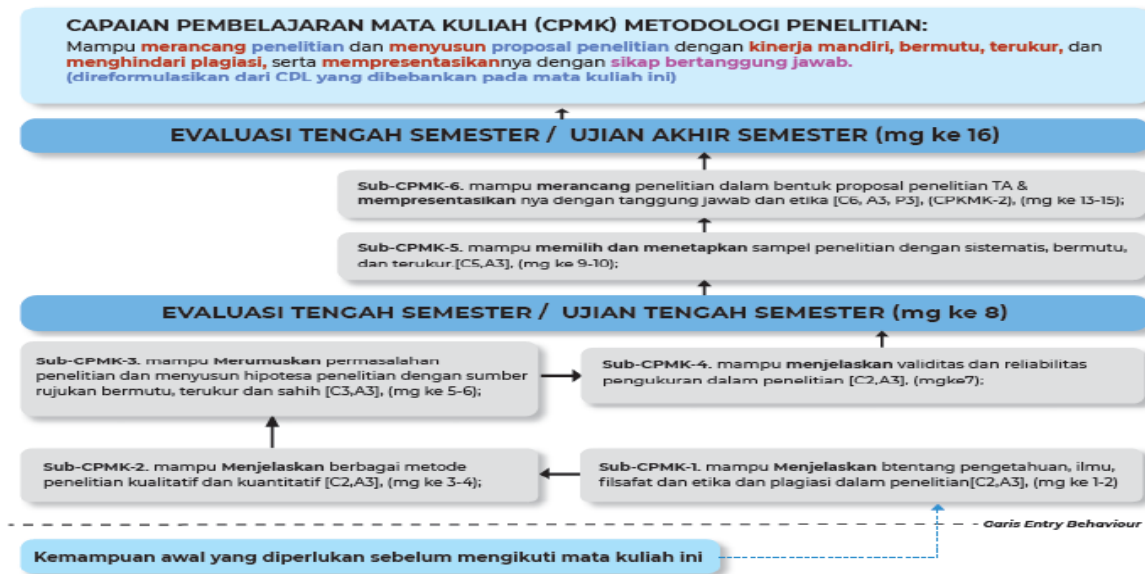 CAPAIAN PEMBELAJARAN MATA KULIAH (CPMK) METODOLOGI PENELITIAN:
Mampu merancang penelitian dan menyusun proposal penelitian dengan kinerja mandiri, bermutu, terukur, dan
menghindari plagiasi, serta mempresentasikannya dengan sikap bertanggung jawab.
(direformulasikan dari CPL yang dibebankan pada mata kuliah ini)
EVALUASI TENGAH SEMESTER / UJIAN AKHIR SEMESTER (mg ke 16)
Sub-CPMK-6. mampu merancang penelitian dalam bentuk proposal penelitian TA &
mempresentasikan nya dengan tanggung jawab dan etika [C6, A3, P3], (CPKMK-2), (mg ke 13-15);
Sub-CPMK-5. mampu memilih dan menetapkan sampel penelitian dengan sistematis, bermutu,
dan terukur.[C5,A3], (mg ke 9-10);
EVALUASI TENGAH SEMESTER / UJIAN TENGAH SEMESTER (mg ke 8)
Sub-CPMK-3. mampu Merumuskan permasalahan
penelitian dan menyusun hipotesa penelitian dengan sumber
rujukan bermutu, terukur dan sahih [C3,A3], (mg ke 5-6);
Sub-CPMK-4. mampu menjelaskan validitas dan reliabilitas
pengukuran dalam penelitian [C2,A3], (mgke7);
Sub-CPMK-2. mampu Menjelaskan berbagai metode
penelitian kualitatif dan kuantitatif [C2,A3], (mg ke 3-4);
Sub-CPMK-1. mampu Menjelaskan btentang pengetahuan, ilmu,
filsafat dan etika dan plagiasi dalam penelitian[C2,A3], (mg ke 1-2)
Garis Entry Behaviour
Kemampuan awal yang diperlukan sebelum mengikuti mata kuliah ini